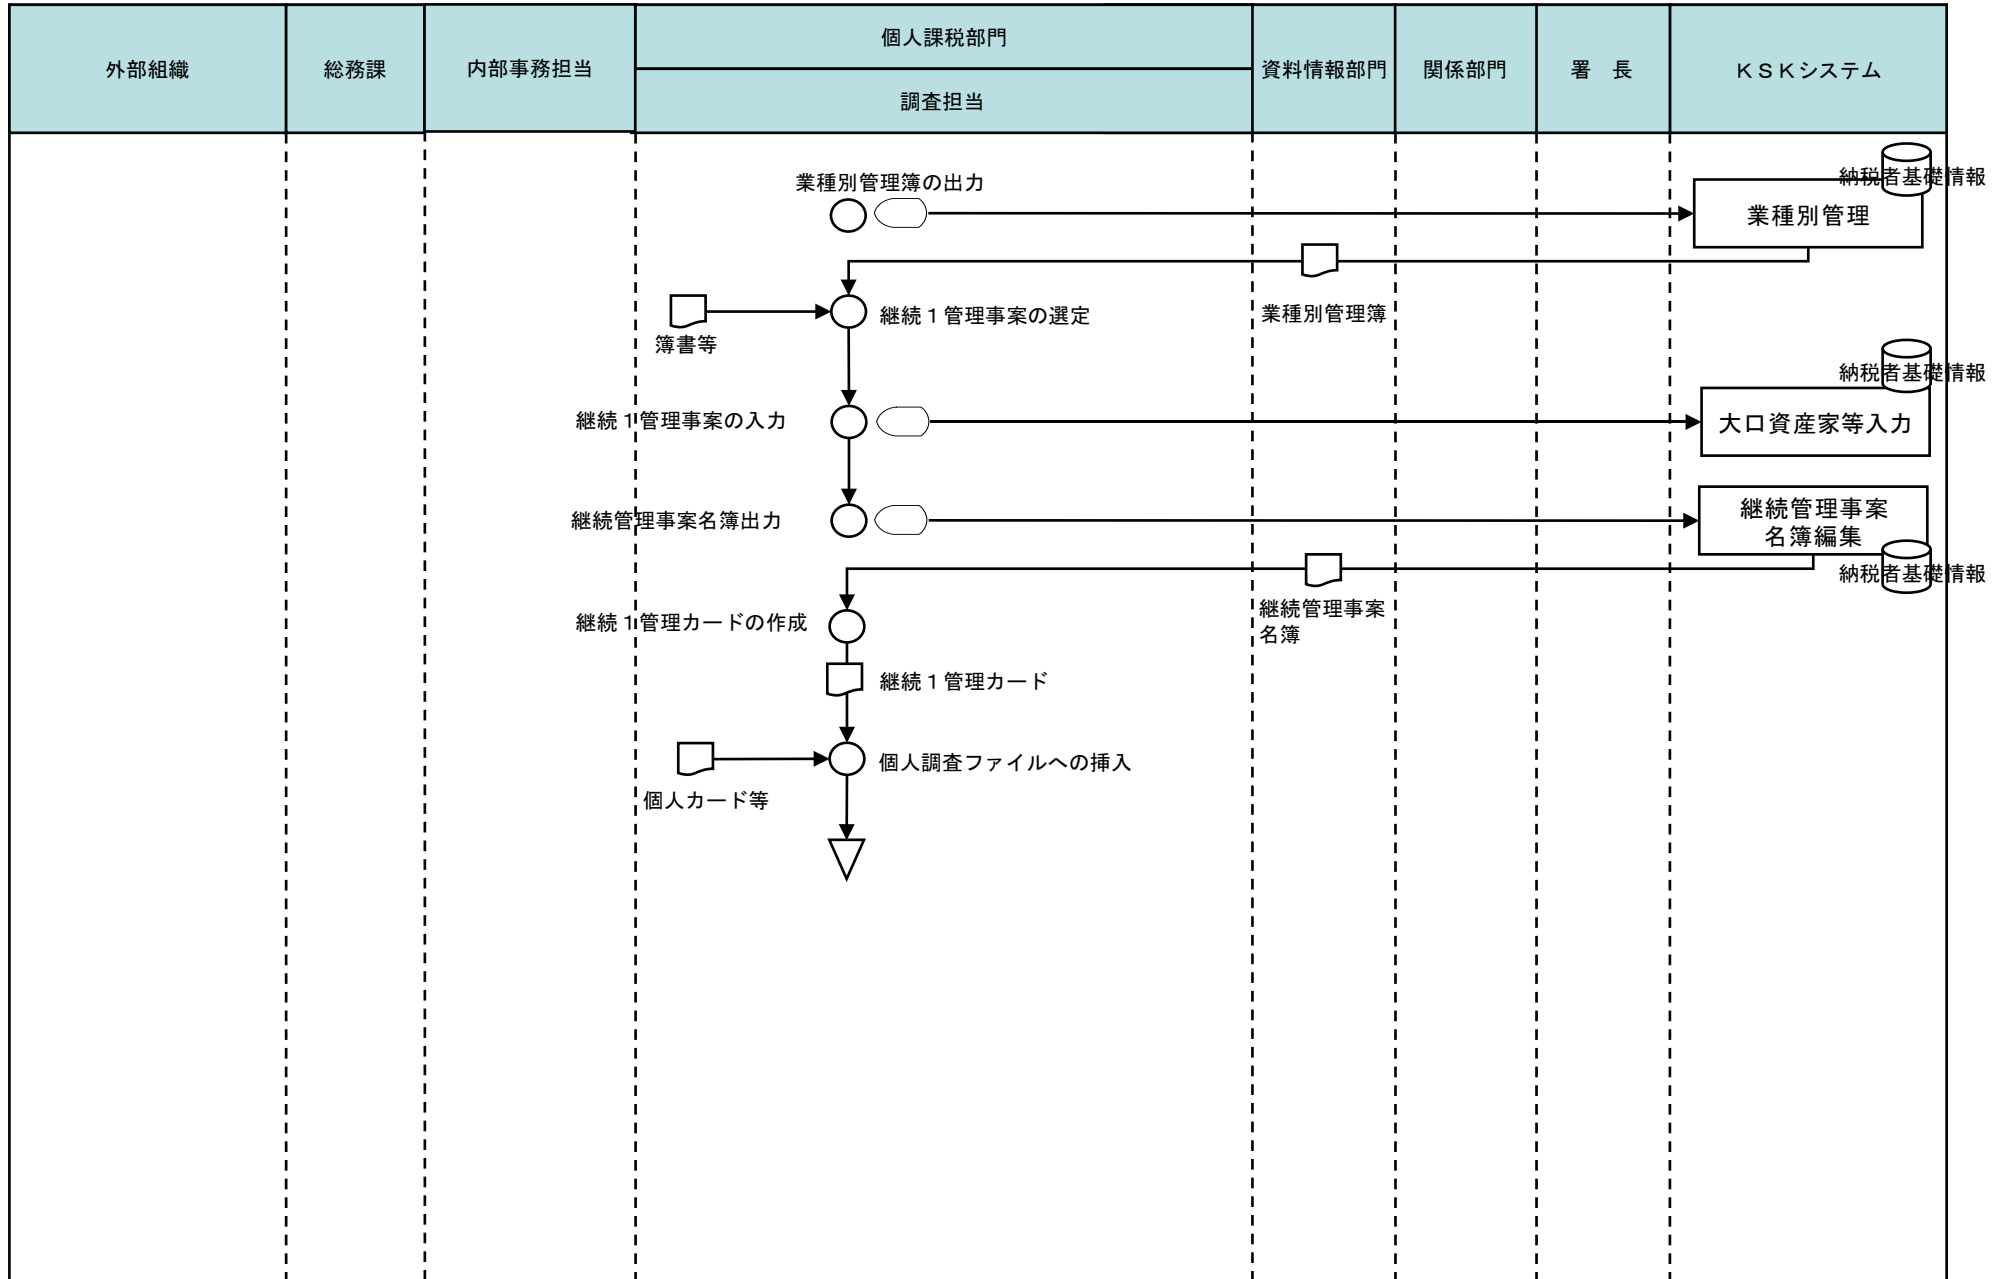 外部組織
総務課
内部事務担当
個人課税部門
調査担当
資料情報部門
関係部門
署　長
ＫＳＫシステム
業種別管理簿の出力
納税者基礎情報
業種別管理
簿書等
継続１管理事案の選定
業種別管理簿
納税者基礎情報
継続１管理事案の入力
大口資産家等入力
継続管理事案名簿出力
継続管理事案
名簿編集
納税者基礎情報
継続１管理カードの作成
継続管理事案
名簿
継続１管理カード
個人調査ファイルへの挿入
個人カード等